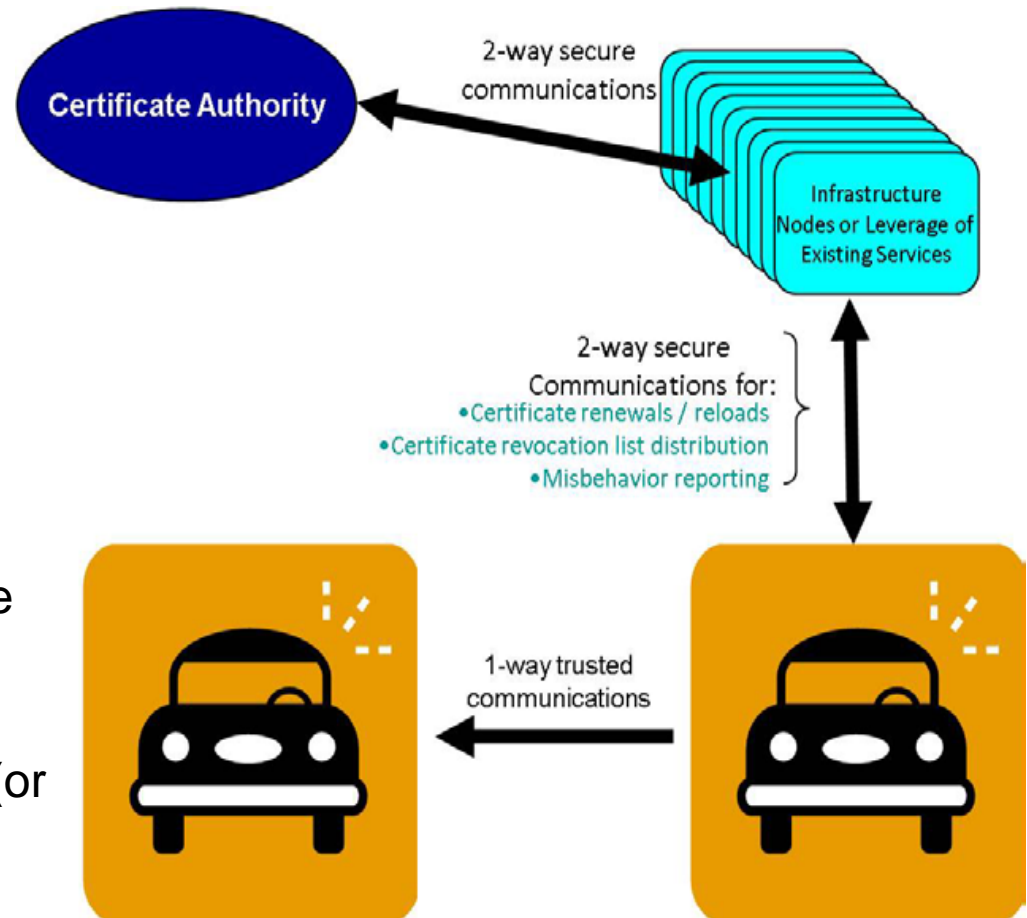 2-way secure
communications
Certificate Authority
Infrastructure
Nodes or Leverage of
Existing Services
2-way secure
Communications for:
•Certificate renewals / reloads
•Certificate revocation list distribution
•Misbehavior reporting
e
1-way trusted
communications
(or